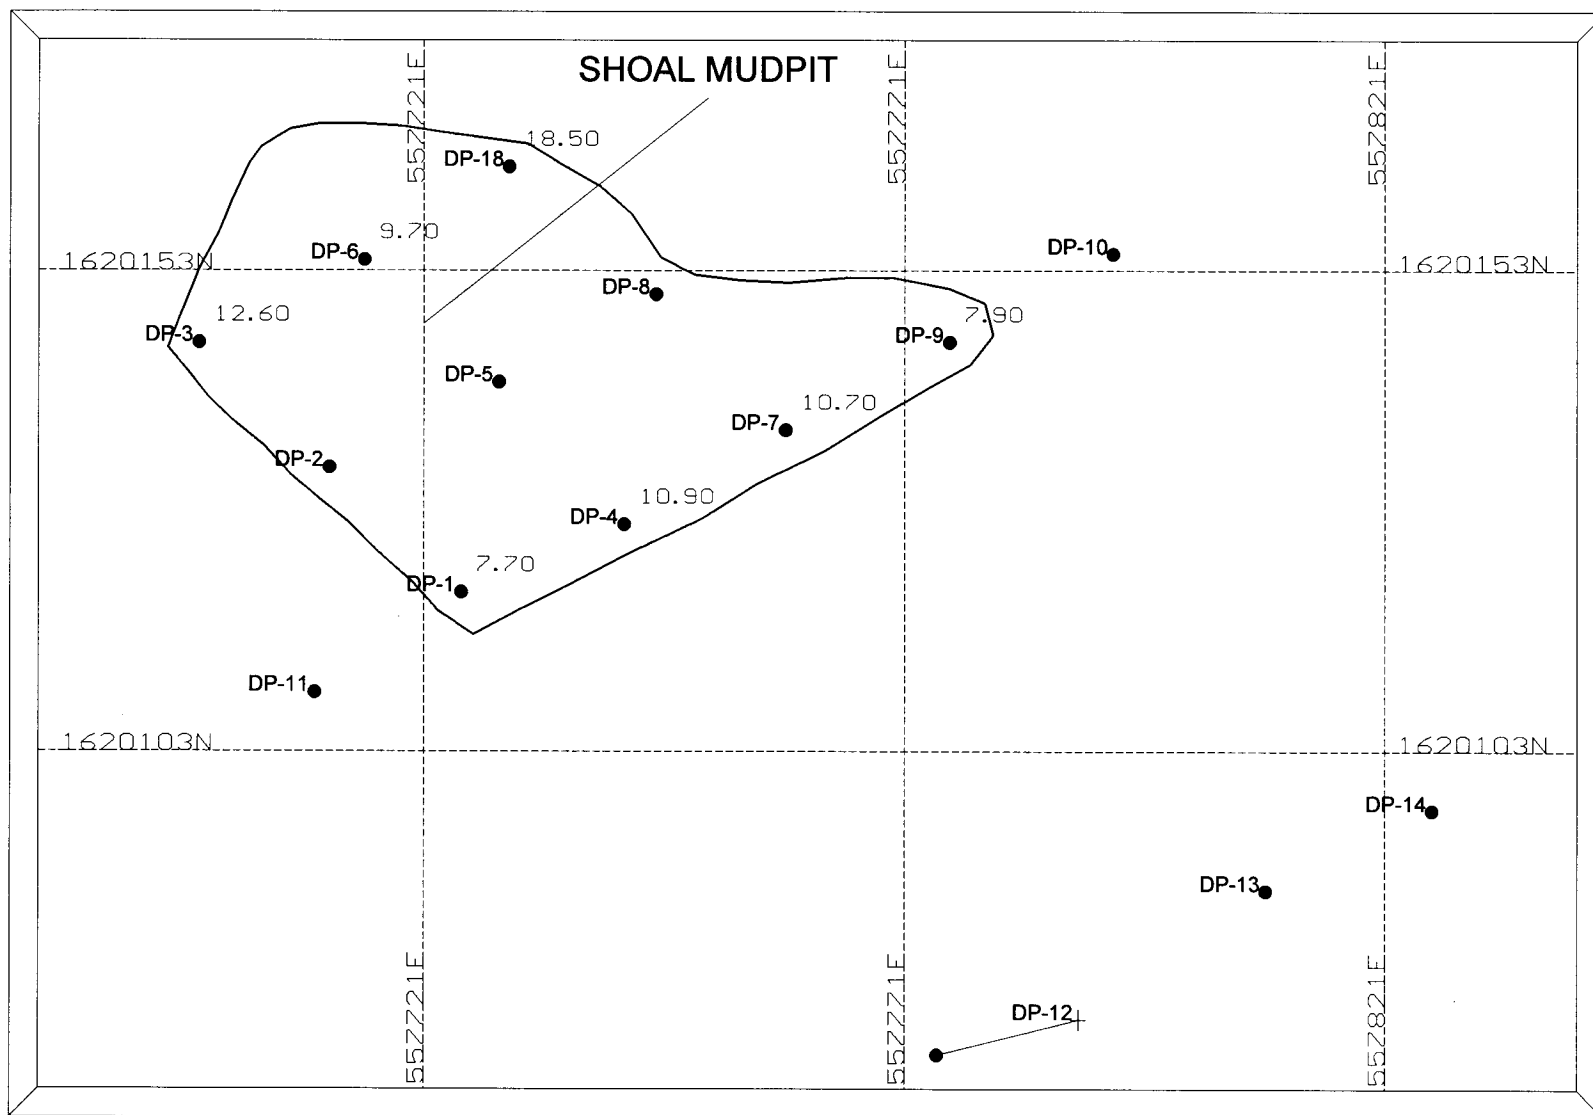 SHOAL MUDPIT
557721E
557771E
557821E
18.50
DP-18
9.70
DP-6
DP-10
1620153N
1620153N
DP-8
12.60
DP-3
7.90
DP-9
DP-5
10.70
DP-7
DP-2
10.90
DP-4
7.70
DP-1
DP-11
1620103N
1620103N
DP-14
DP-13
557721E
557771E
557821E
DP-12